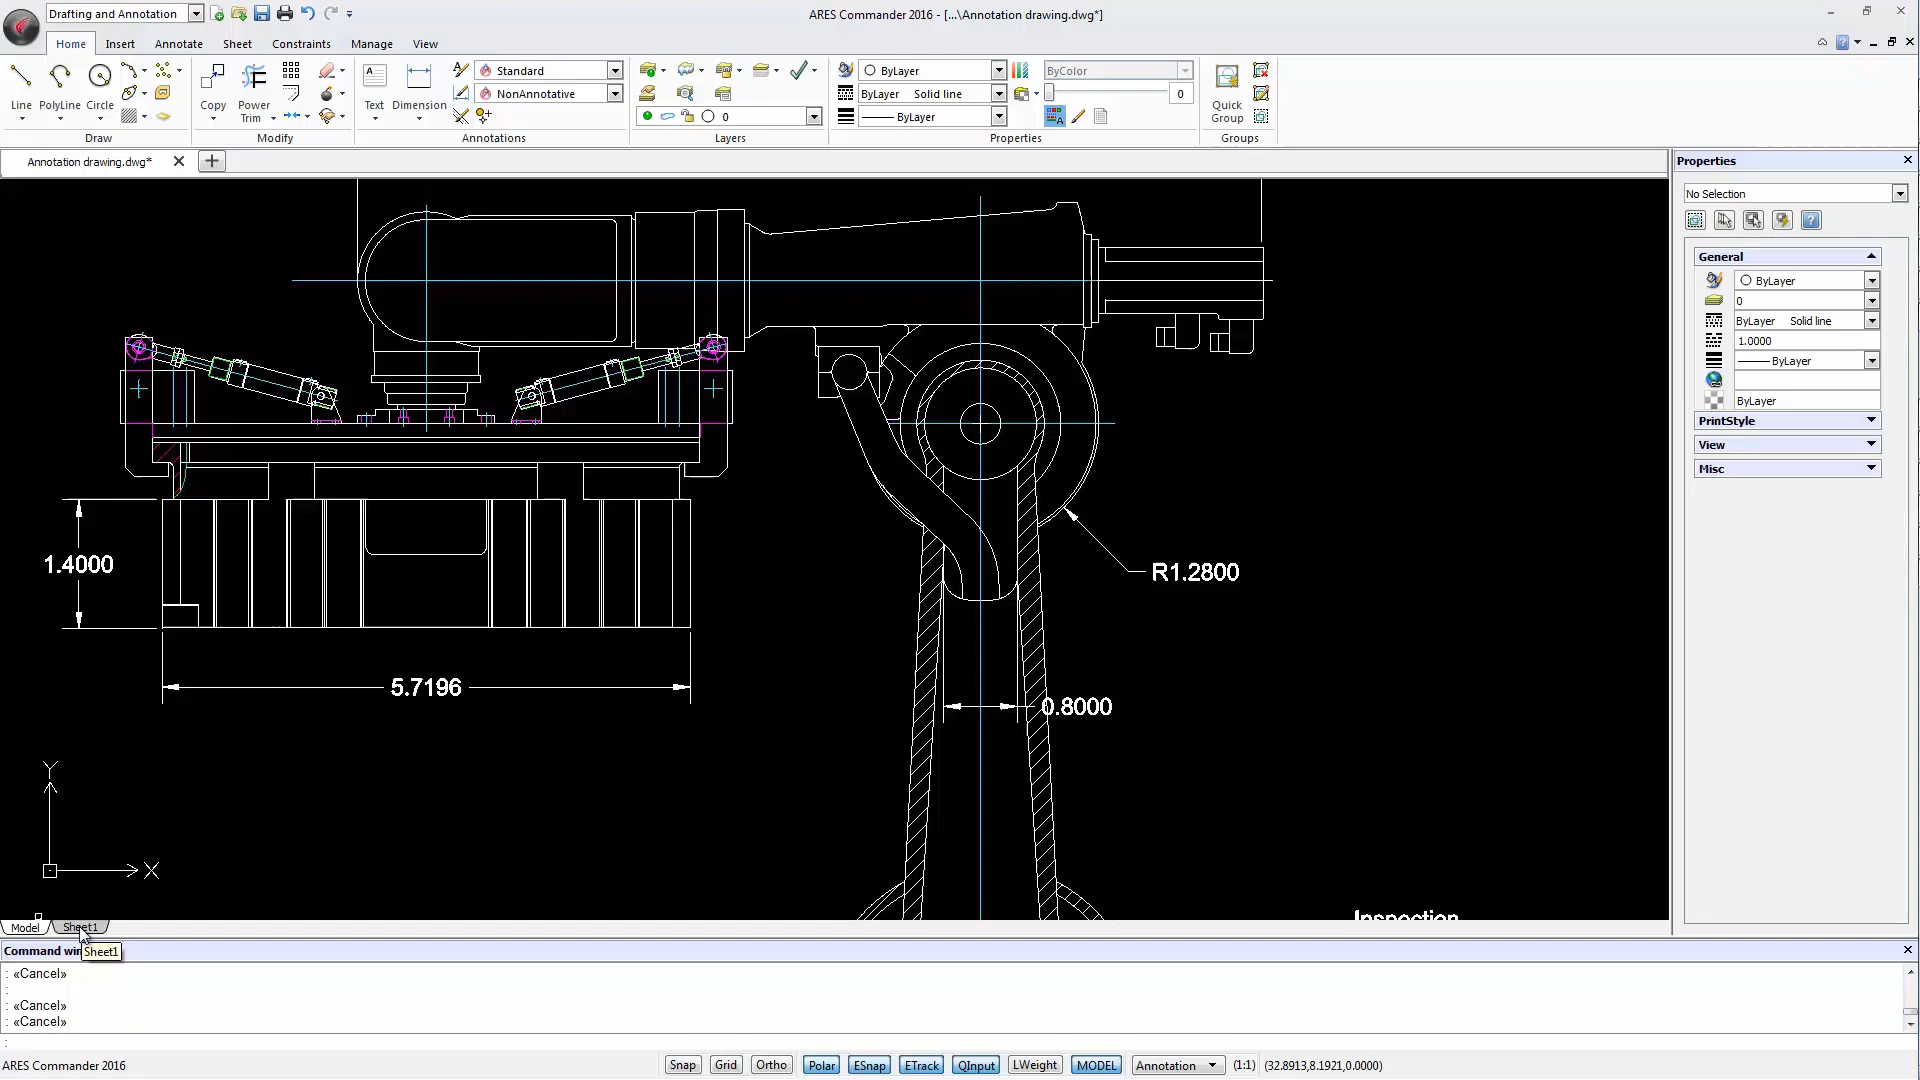 Drafting and Annotation
ARES Commander 2016 - [...\Annotation drawing.dwg*]
Home Insert Annotate Sheet Constraints Manage View
Line PolyLine Circle
Draw
Copy Power Trim
Modify
Text Dimension
Standard
NonAnnotative
Annotations
0
Layers
ByLayer
ByLayer Solid line
ByLayer
ByColor
0
Properties
Quick Group
Groups
Annotation drawing.dwg*
Properties
No Selection
General
ByLayer
0
ByLayer Solid line
1.0000
ByLayer
ByLayer
PrintStyle
View
Misc
1.4000
5.7196
R1.2800
0.8000
Y
X
Inspection
Model Sheet1
Sheet1
Command win
: «Cancel»
:
: «Cancel»
: «Cancel»
:
ARES Commander 2016
Snap Grid Ortho Polar ESnap ETrack QInput LWeight MODEL Annotation (1:1) (32.8913,8.1921,0.0000)